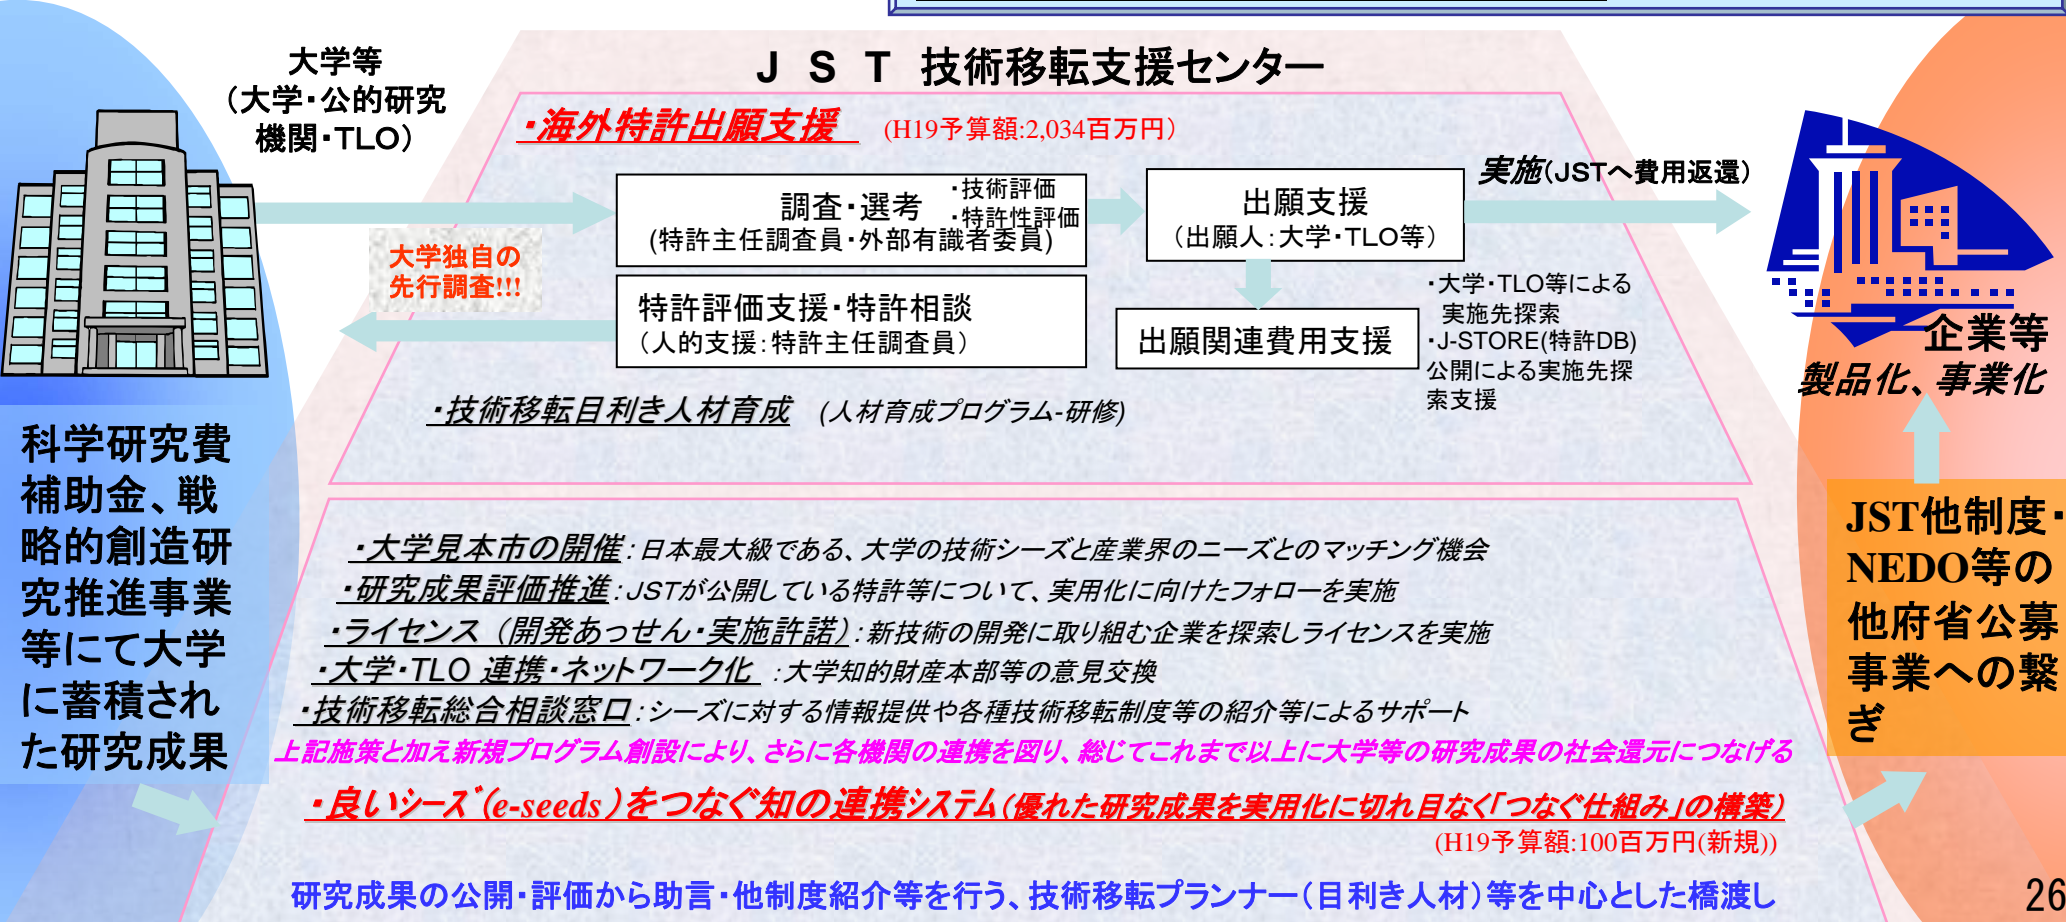 大学等
（大学・公的研究
機関・TLO）
JST 技術移転支援センター
・海外特許出願支援 (H19予算額:2,034百万円）
調査・選考
・技術評価
・特許性評価
(特許主任調査員・外部有識者委員)
出願支援
（出願人：大学・TLO等）
実施(JSTへ費用返還)
大学独自の
先行調査!!!
特許評価支援・特許相談
（人的支援：特許主任調査員）
出願関連費用支援
・大学・TLO等による
実施先探索
・J-STORE(特許DB)
公開による実施先探
索支援
企業等
製品化、事業化
・技術移転目利き人材育成 (人材育成プログラム-研修)
科学研究費
補助金、戦
略的創造研
究推進事業
等にて大学
に蓄積され
た研究成果
JST他制度・
NEDO等の
他府省公募
事業への繋
ぎ
・大学見本市の開催：日本最大級である、大学の技術シーズと産業界のニーズとのマッチング機会
・研究成果評価推進：JSTが公開している特許等について、実用化に向けたフォローを実施
・ライセンス（開発あっせん・実施許諾）：新技術の開発に取り組む企業を探索しライセンスを実施
・大学・TLO 連携・ネットワーク化 ：大学知的財産本部等の意見交換
・技術移転総合相談窓口：シーズに対する情報提供や各種技術移転制度等の紹介等によるサポート
上記施策と加え新規プログラム創設により、さらに各機関の連携を図り、総じてこれまで以上に大学等の研究成果の社会還元につなげる
・良いシーズ（e-seeds）をつなぐ知の連携システム（優れた研究成果を実用化に切れ目なく「つなぐ仕組み」の構築）
(H19予算額:100百万円(新規))
研究成果の公開・評価から助言・他制度紹介等を行う、技術移転プランナー（目利き人材）等を中心とした橋渡し
26